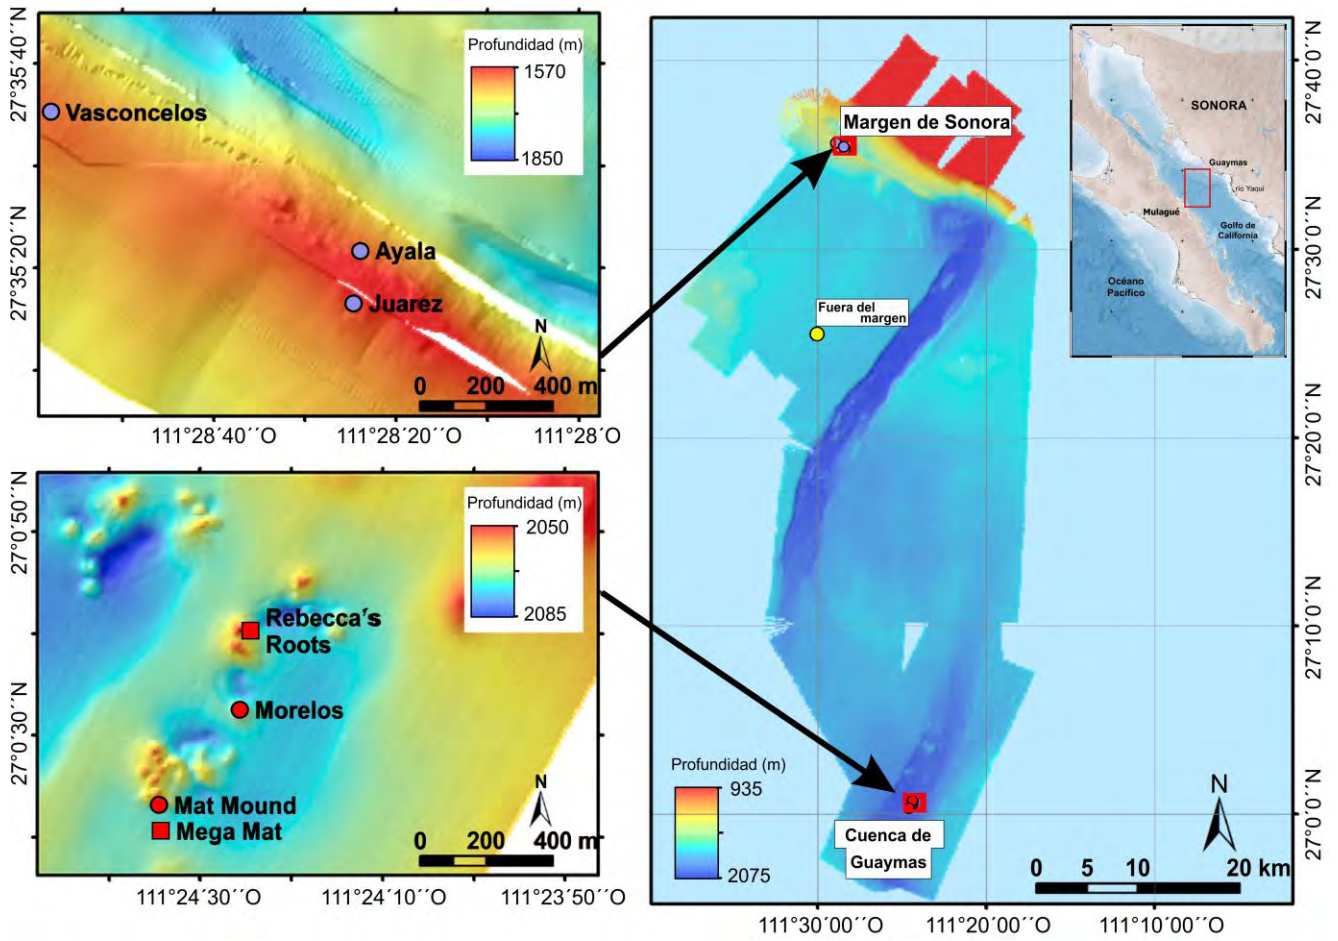 27°35´40´´N
27°35´20´´N
Profundidad (m)
1570
1850
Vasconcelos
Ayala
Juarez
N
0 200 400 m
111°28´40´´O 111°28´20´´O 111°28´O
27°0´50´´N
27°0´30´´N
Profundidad (m)
2050
2085
Rebecca's
Roots
Morelos
Mat Mound
Mega Mat
N
0 200 400 m
111°24´30´´O 111°24´10´´O 111°23´50´´O
Margen de Sonora
Fuera del
margen
Profundidad (m)
935
2075
Cuenca de
Guaymas
N
0 5 10 20 km
111°30´00´´O 111°20´00´´O 111°10´00´´O
27°40´0´´N
27°30´0´´N
27°20´0´´N
27°10´0´´N
27°0´0´´N
SONORA
Guaymas
río Yaqui
Mulagué
Golfo de
California
Océano
Pacífico